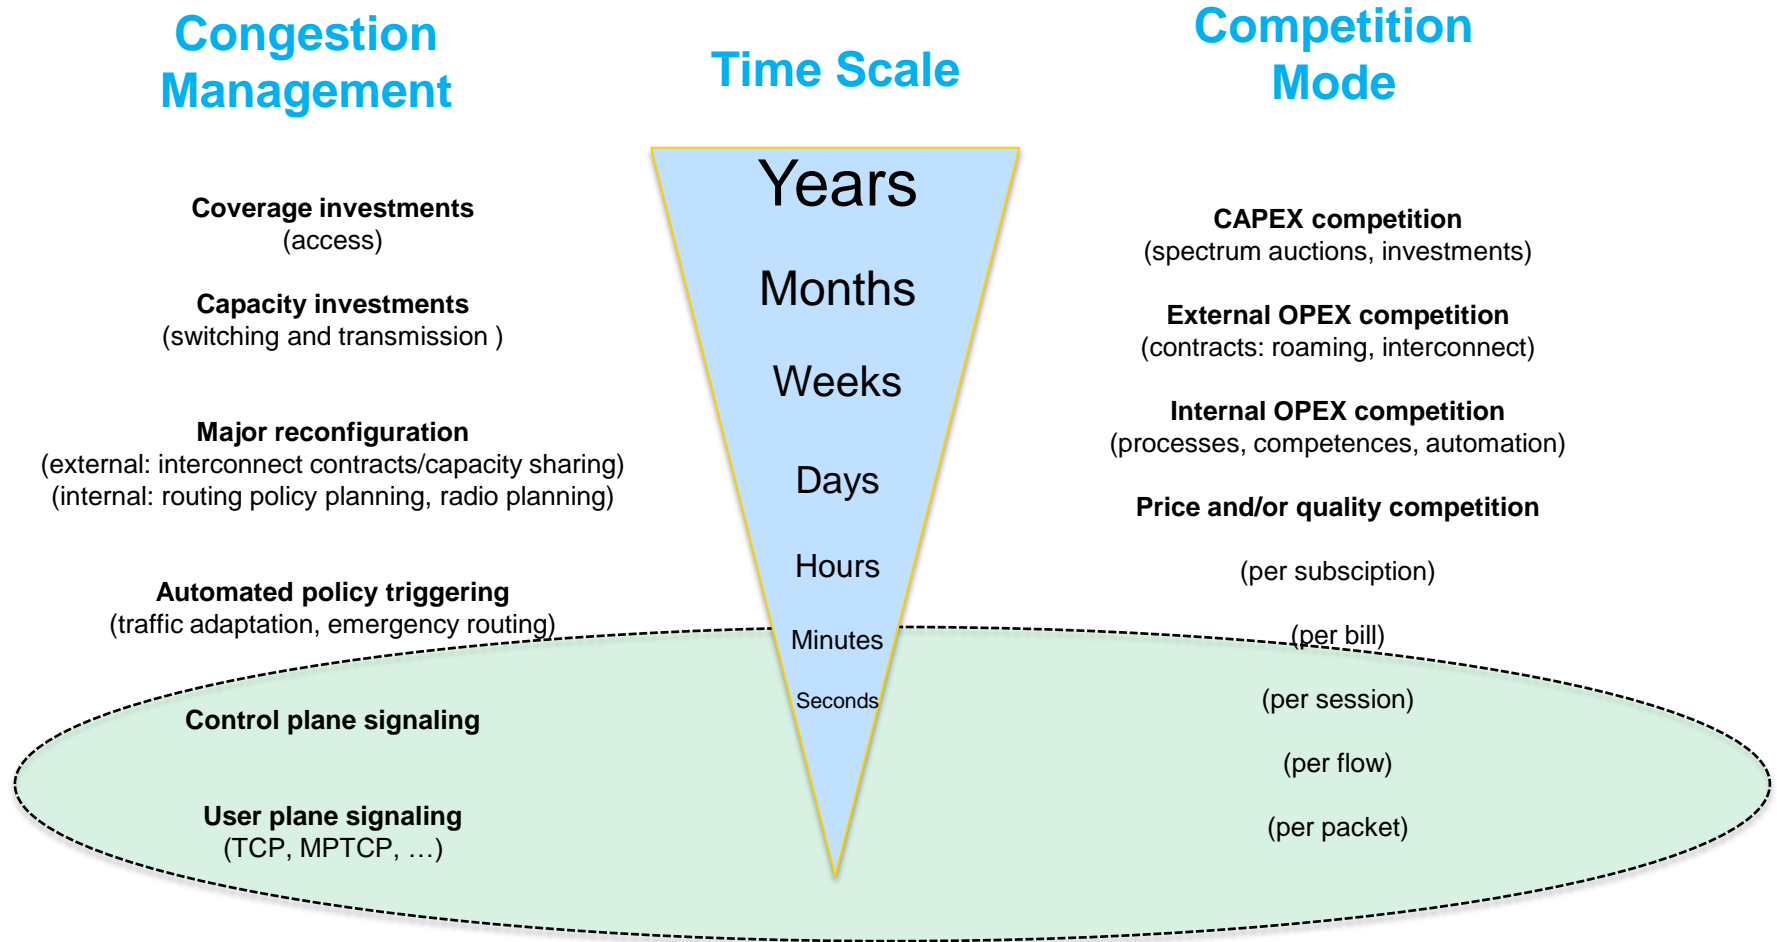 Congestion
Management
Time Scale
Competition
Mode
Coverage investments
(access)
Capacity investments
(switching and transmission )
Major reconfiguration
(external: interconnect contracts/capacity sharing)
(internal: routing policy planning, radio planning)
Automated policy triggering
(traffic adaptation, emergency routing)
Control plane signaling
User plane signaling
(TCP, MPTCP, …)
Years
Months
Weeks
Days
Hours
Minutes
Seconds
CAPEX competition
(spectrum auctions, investments)
External OPEX competition
(contracts: roaming, interconnect)
Internal OPEX competition
(processes, competences, automation)
Price and/or quality competition
(per subsciption)
(per bill)
(per session)
(per flow)
(per packet)